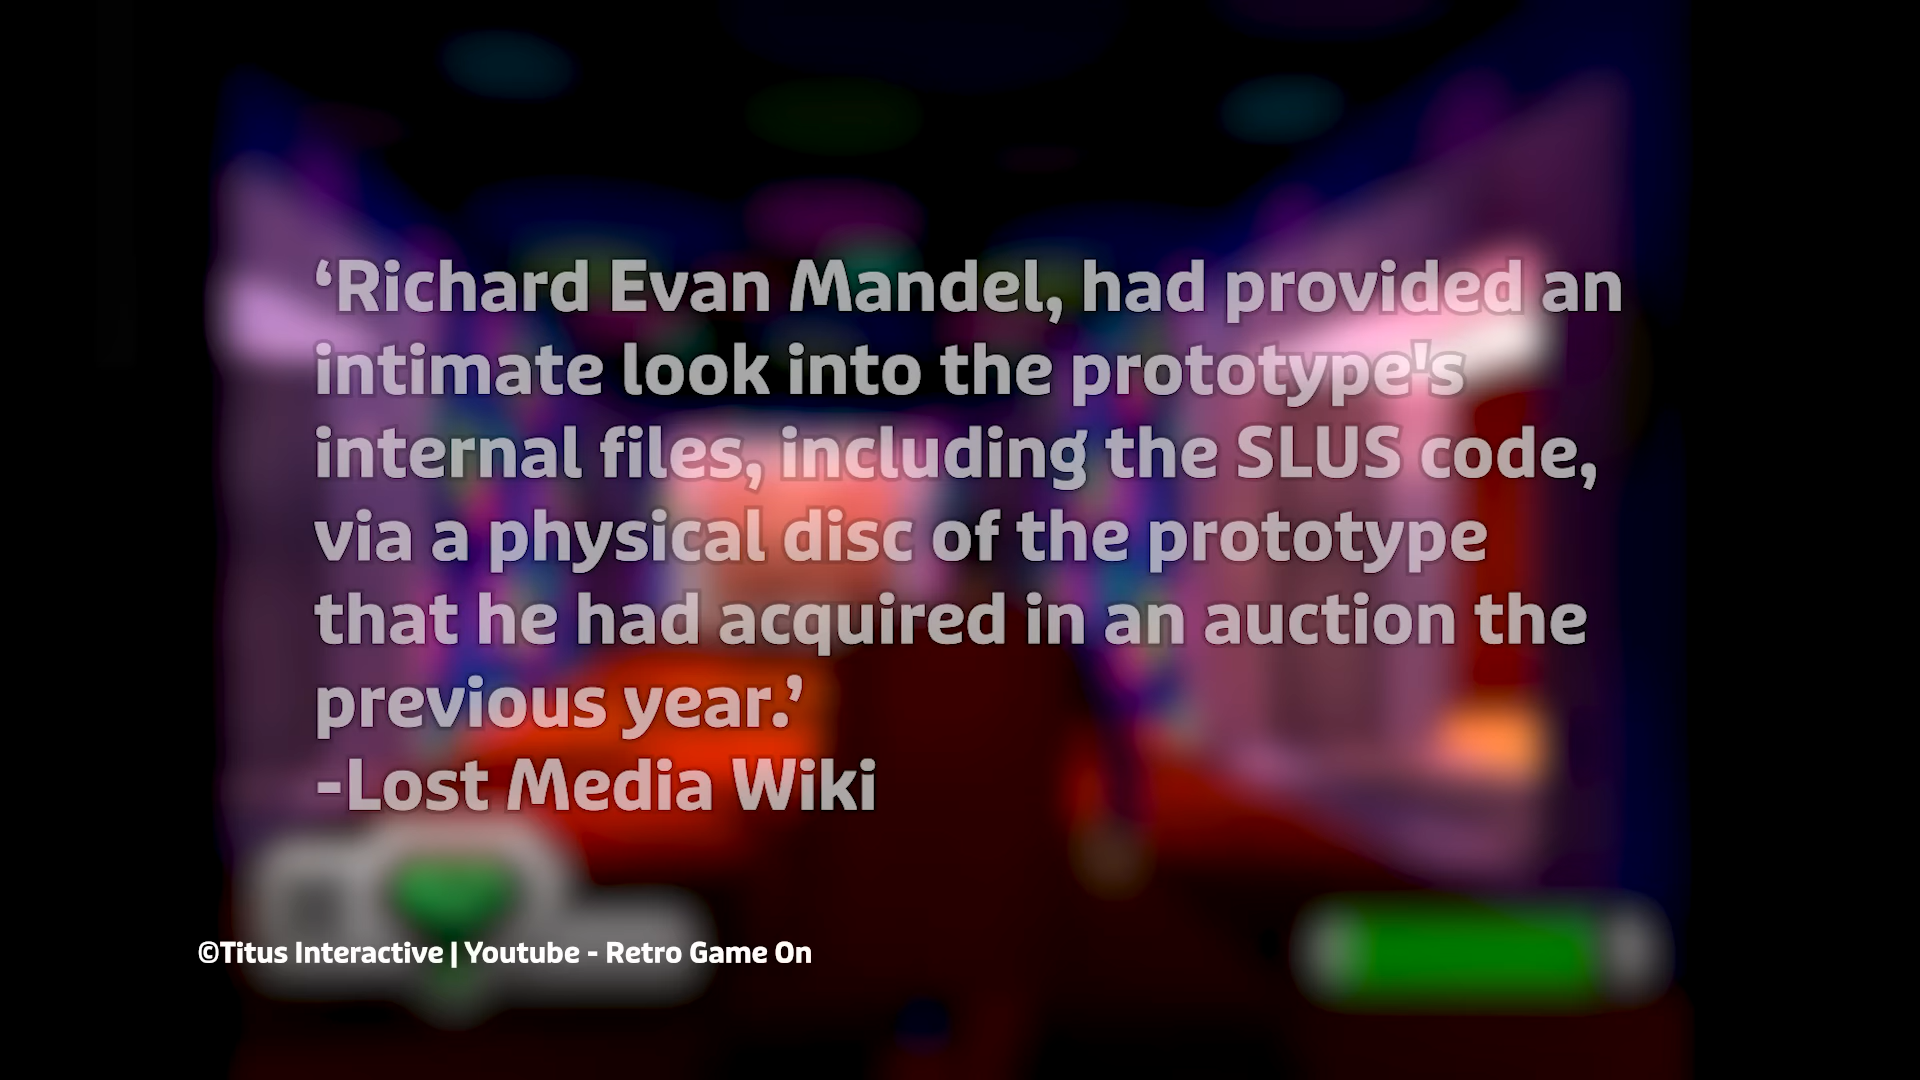 ‘Richard Evan Mandel, had provided an
intimate look into the prototype's
internal files, including the SLUS code,
via a physical disc of the prototype
that he had acquired in an auction the
previous year.’
-Lost Media Wiki
©Titus Interactive | Youtube - Retro Game On